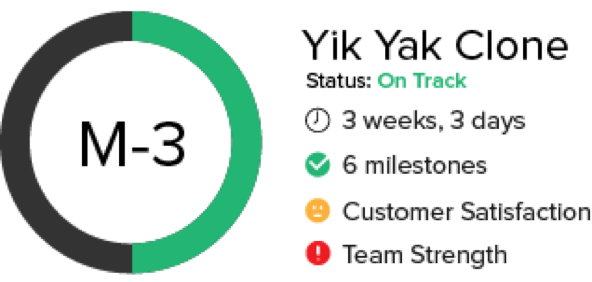 M-3
Yik Yak Clone
Status: On Track
3 weeks, 3 days
6 milestones
Customer Satisfaction
Team Strength